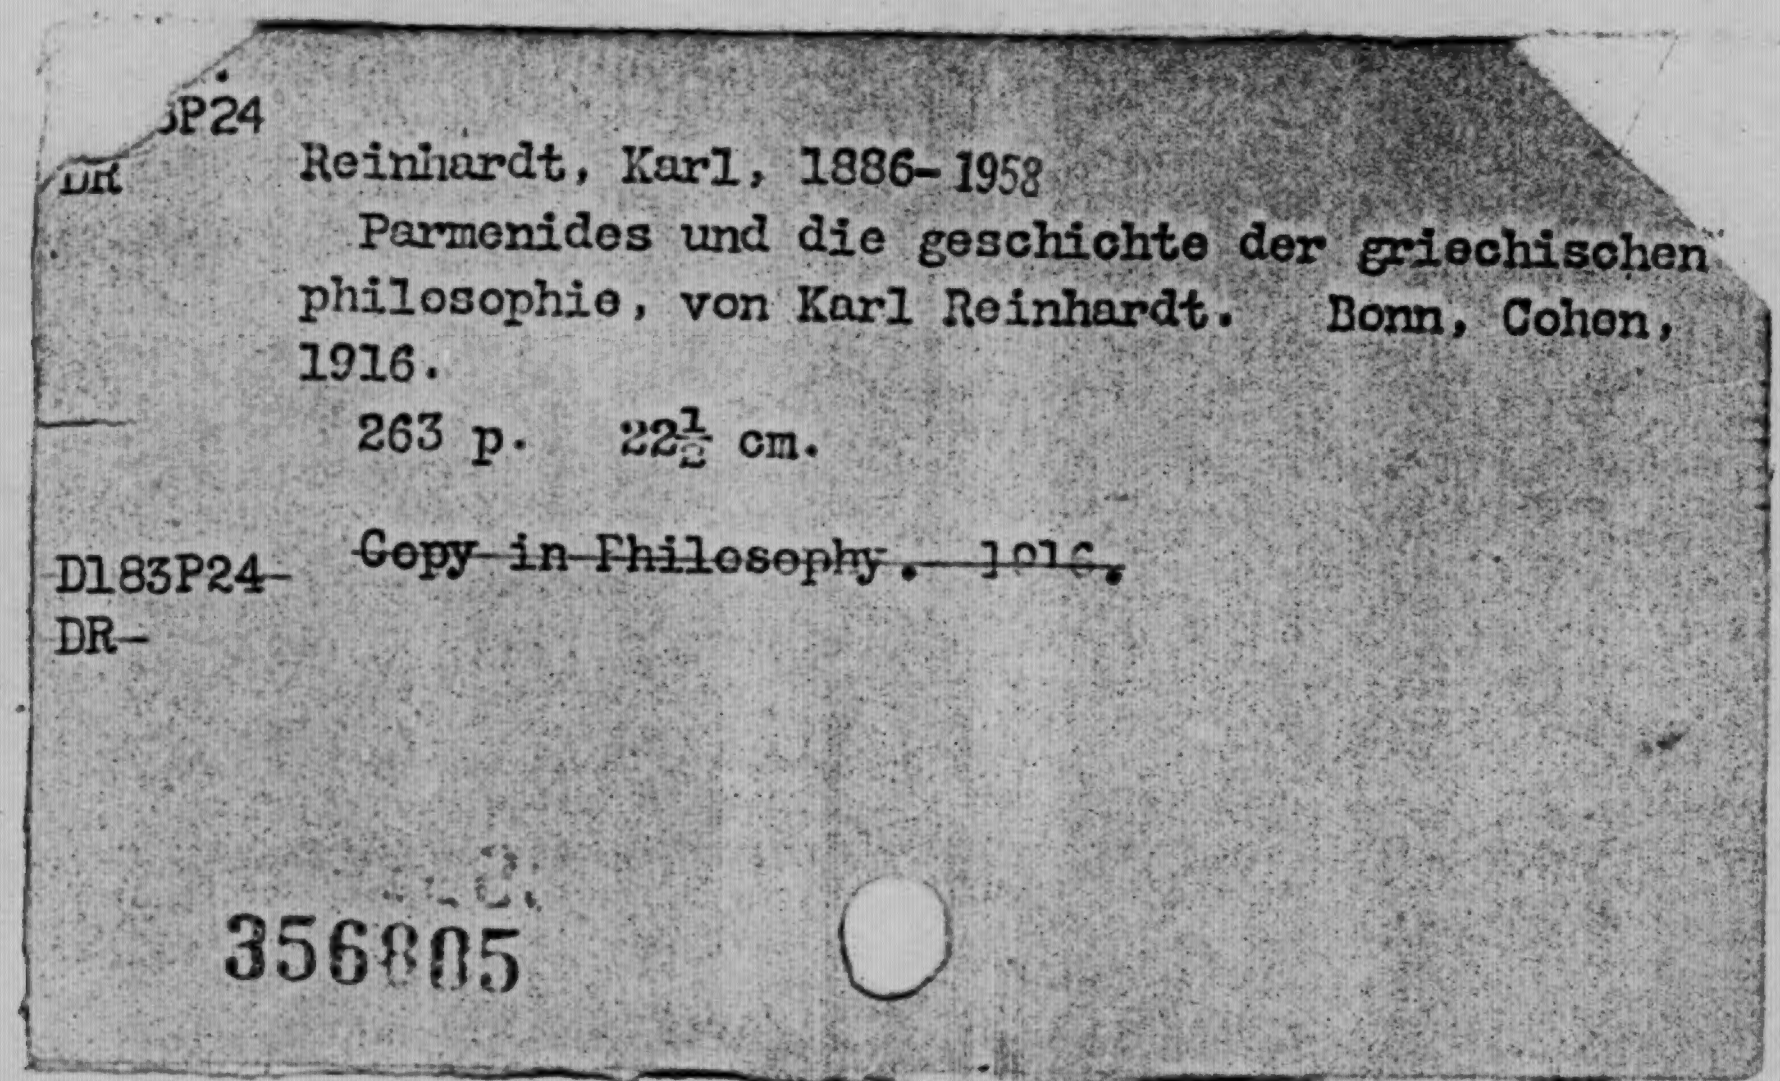 3P24
DR
Reinhardt, Karl, 1886-1958
Parmenides und die geschichte der griechischen
philosophie, von Karl Reinhardt. Bonn, Cohen,
1916.
263 p. 22½ cm.
D183P24 Copy in Philosophy. 1916.
DR
356805